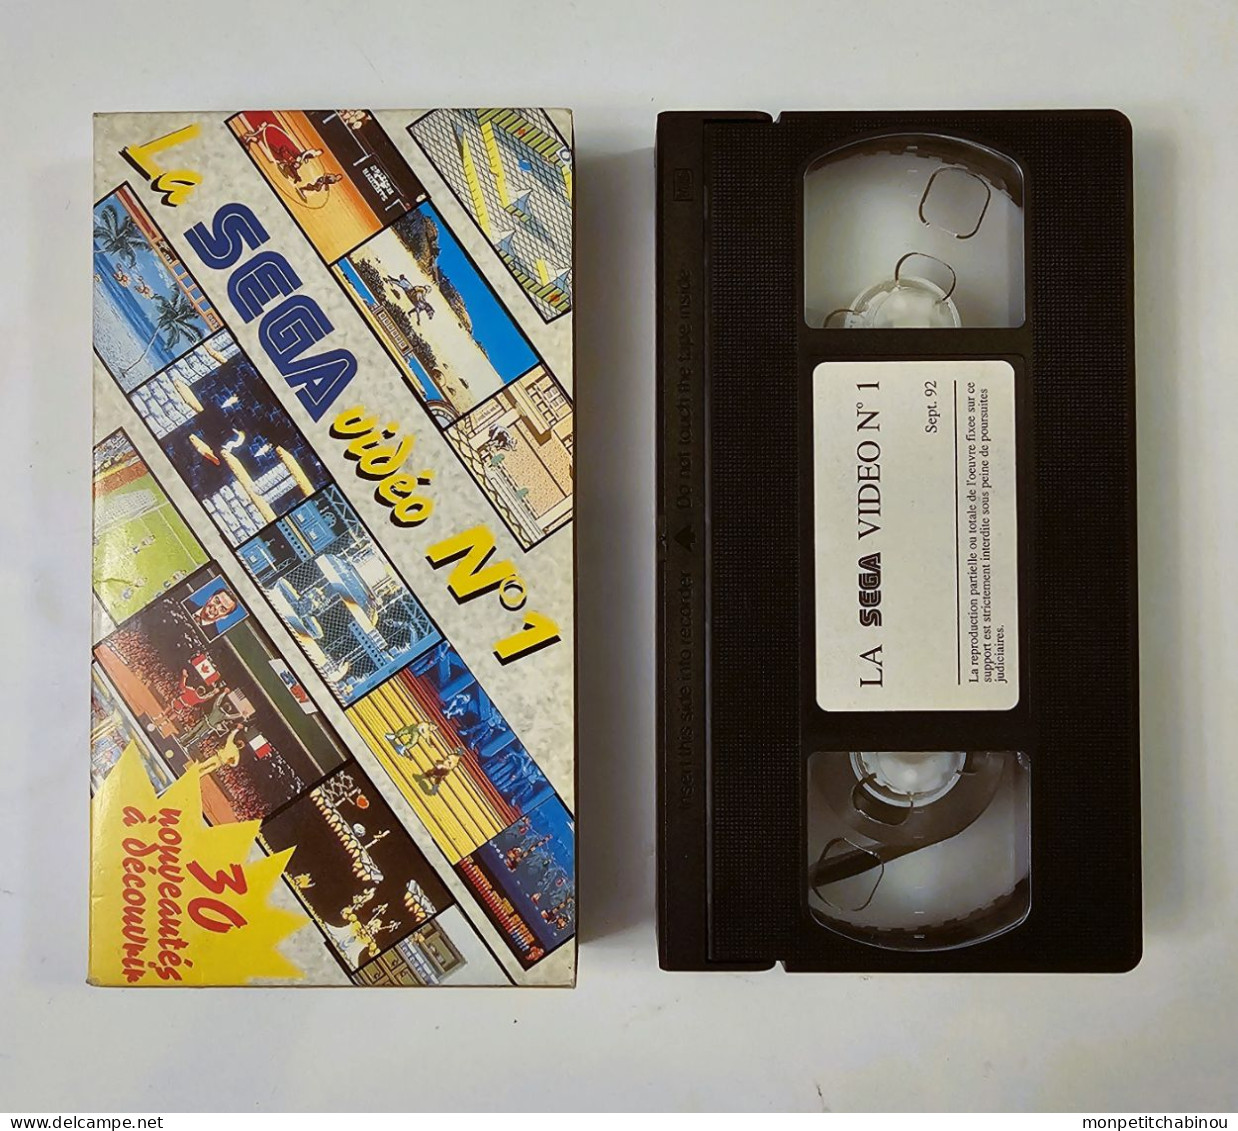 La
SEGA
vidéo N°1
30
nouveautés
à découvrir
Insert this side into recorder
Do not touch the tape inside
LA SEGA VIDEO N° 1
Sept. 92
La reproduction partielle ou totale de l'oeuvre fixee sur ce
support est strictement interdite sous peine de poursuites
judiciaires.
delcampe.net
monpetitchabinou